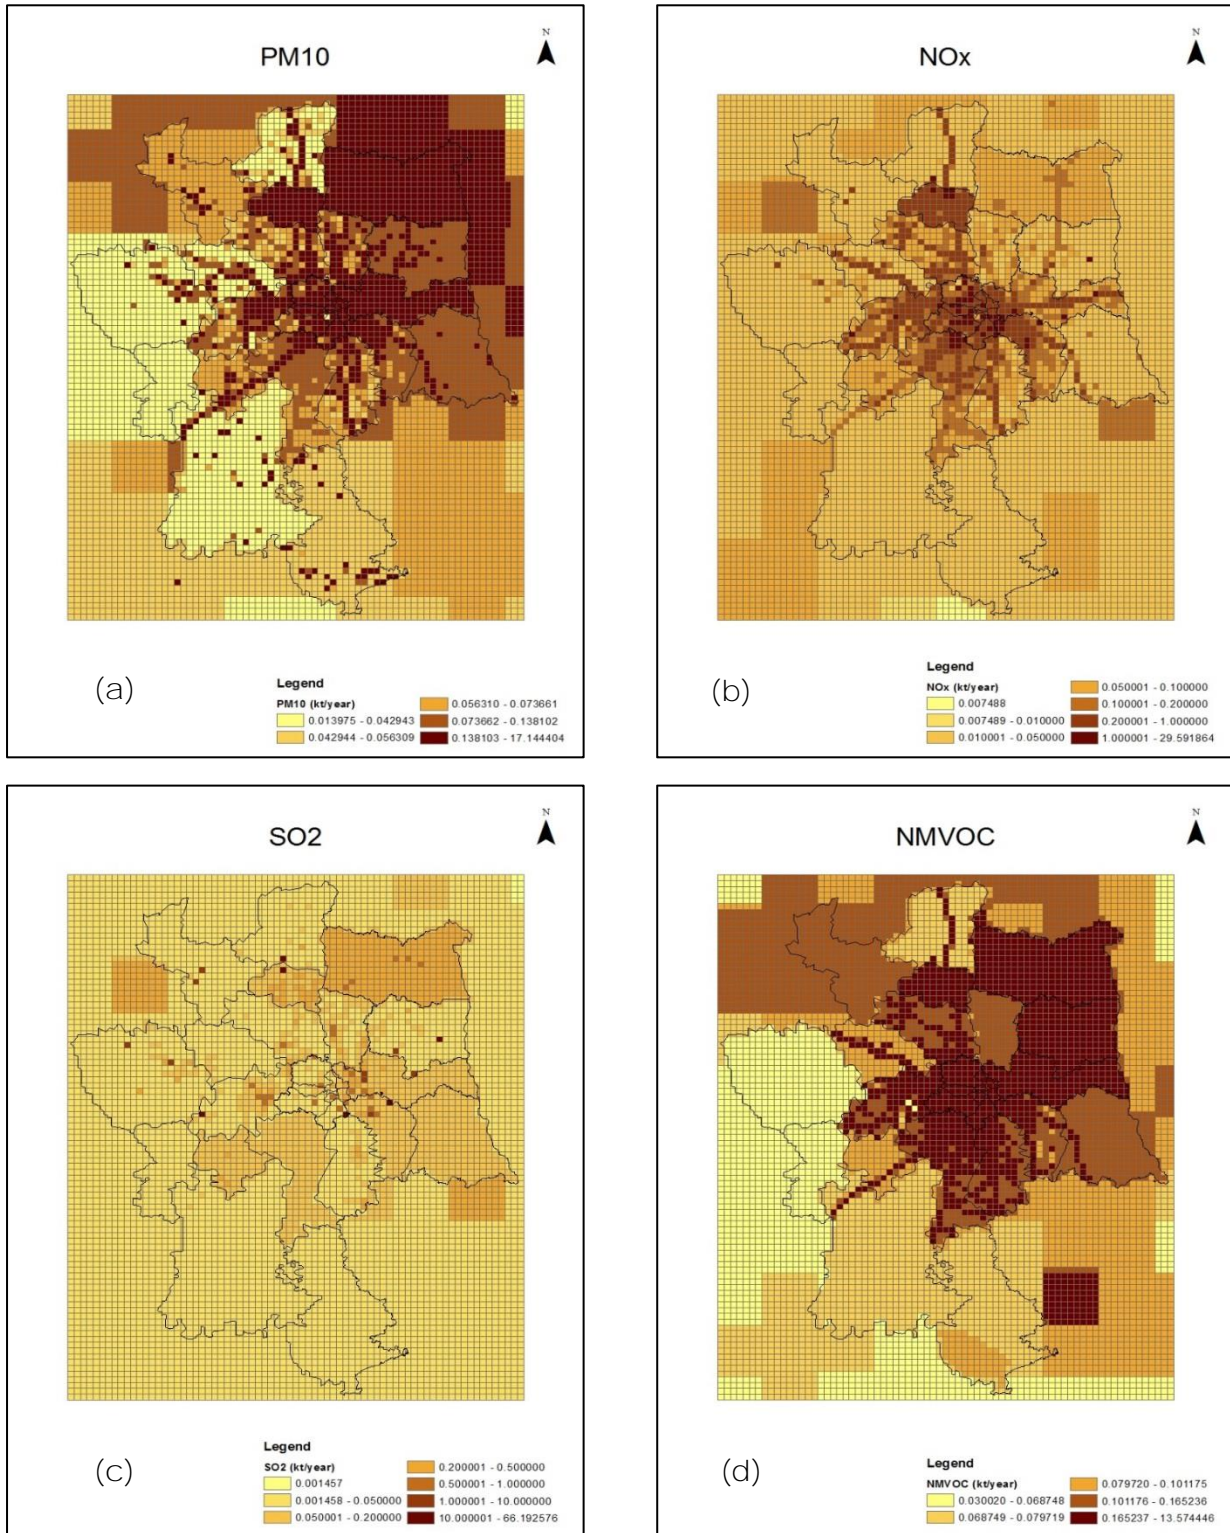 N
PM10
(a)
Legend
PM10 (kt/year)
0.013975 - 0.042943
0.042944 - 0.056309
0.056310 - 0.073661
0.073662 - 0.138102
0.138103 - 17.144404
N
NOx
(b)
Legend
NOx (kt/year)
0.007488
0.007489 - 0.010000
0.010001 - 0.050000
0.050001 - 0.100000
0.100001 - 0.200000
0.200001 - 1.000000
1.000001 - 29.591864
N
SO2
(c)
Legend
SO2 (kt/year)
0.001457
0.001458 - 0.050000
0.050001 - 0.200000
0.200001 - 0.500000
0.500001 - 1.000000
1.000001 - 10.000000
10.000001 - 66.192576
N
NMVOC
(d)
Legend
NMVOC (kt/year)
0.030020 - 0.068748
0.068749 - 0.079719
0.079720 - 0.101175
0.101176 - 0.165236
0.165237 - 13.574446